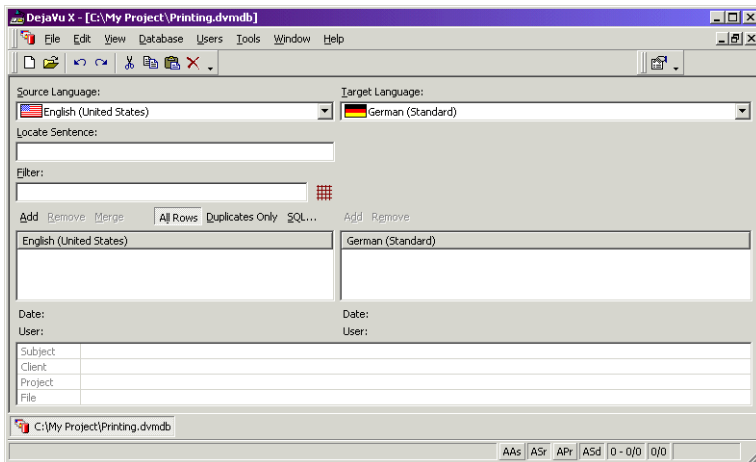 DejaVu X - [C:\My Project\Printing.dvmdb]
File Edit View Database Users Tools Window Help
Source Language: Target Language:
English (United States) German (Standard)
Locate Sentence:
Filter:
Add Remove Merge All Rows Duplicates Only SQL... Add Remove
English (United States) German (Standard)
Date: Date:
User: User:
Subject
Client
Project
File
C:\My Project\Printing.dvmdb
AAs ASr APr ASd 0 - 0/0 0/0